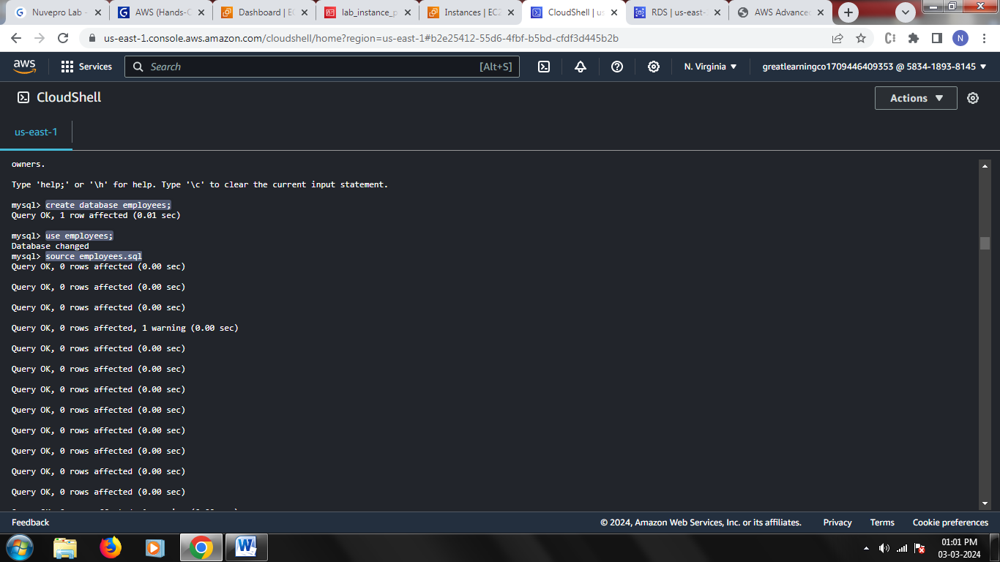 Nuvepro Lab -
AWS (Hands-C
Dashboard | EC
lab_instance_p
Instances | EC2
CloudShell | us
RDS | us-east-
AWS Advance
us-east-1.console.aws.amazon.com/cloudshell/home?region=us-east-1#b2e25412-55d6-4fbf-b5bd-cfdf3d445b2b
N
aws
Services
Search
[Alt+S]
N. Virginia
greatlearningco1709446409353 @ 5834-1893-8145
CloudShell
Actions
us-east-1
owners.
Type 'help;' or '\h' for help. Type '\c' to clear the current input statement.
mysql> create database employees;
Query OK, 1 row affected (0.01 sec)
mysql> use employees;
Database changed
mysql> source employees.sql
Query OK, 0 rows affected (0.00 sec)
Query OK, 0 rows affected (0.00 sec)
Query OK, 0 rows affected (0.00 sec)
Query OK, 0 rows affected, 1 warning (0.00 sec)
Query OK, 0 rows affected (0.00 sec)
Query OK, 0 rows affected (0.00 sec)
Query OK, 0 rows affected (0.00 sec)
Query OK, 0 rows affected (0.00 sec)
Query OK, 0 rows affected (0.00 sec)
Query OK, 0 rows affected (0.00 sec)
Query OK, 0 rows affected (0.00 sec)
Query OK, 0 rows affected (0.00 sec)
Feedback
© 2024, Amazon Web Services, Inc. or its affiliates.
Privacy
Terms
Cookie preferences
01:01 PM
03-03-2024